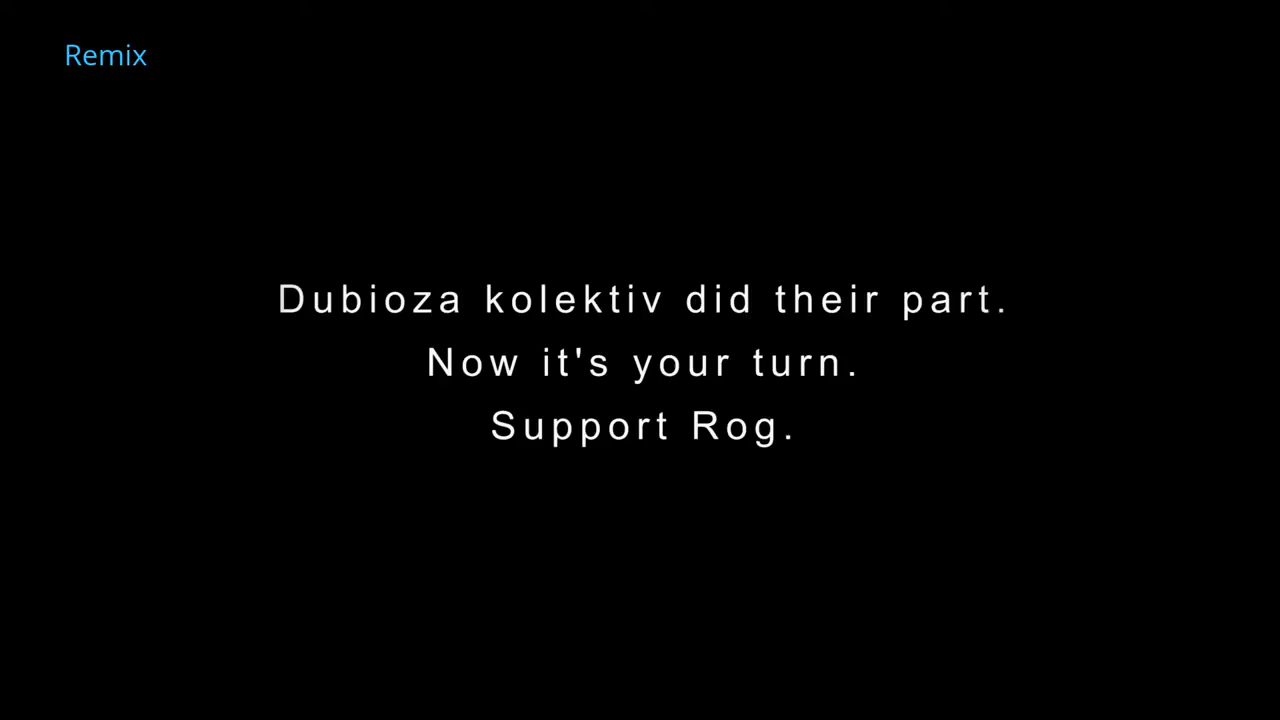 Remix
Dubioza kolektiv did their part.
Now it's your turn.
Support Rog.